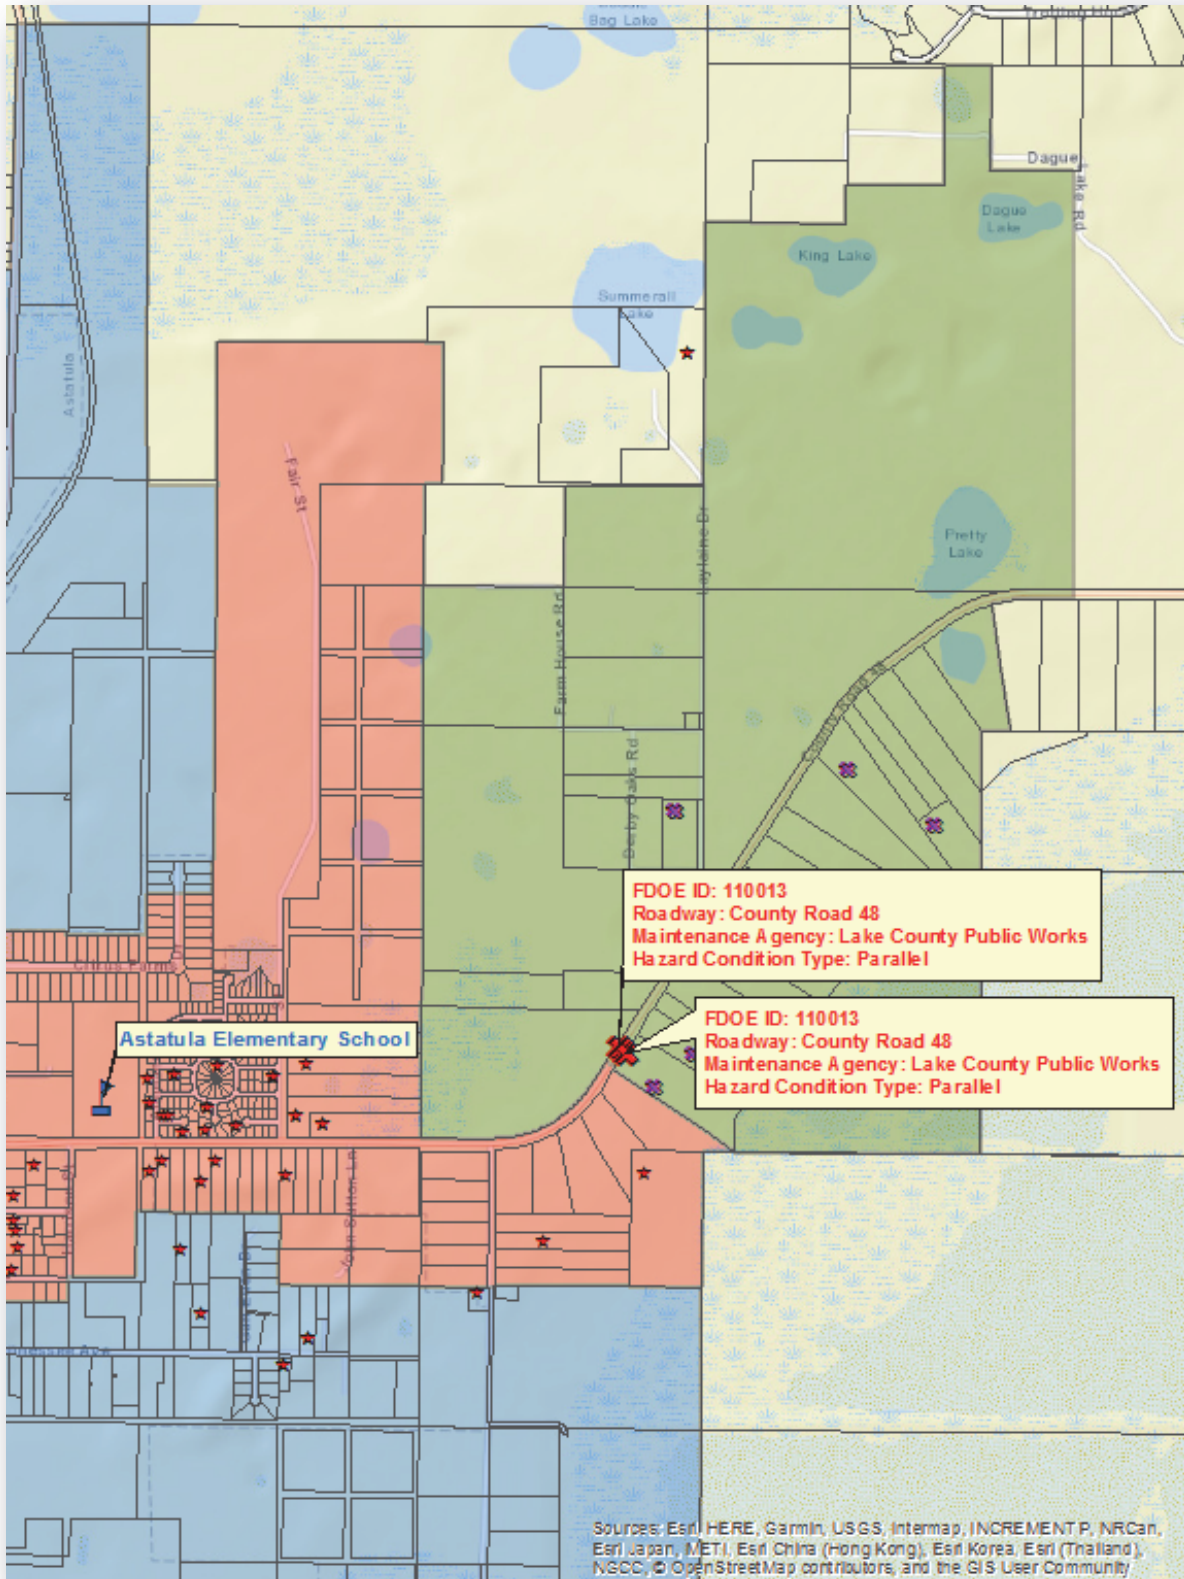 Bag Lake
Trotting Ho
Dague
Lake Rd
Dague
Lake
King Lake
Summerall
Lake
Astatula
Fair St
Laylaine Dr
Pretty
Lake
Farm House Rd
County Road 48
Derby Oaks Rd
FDOE ID: 110013
Roadway: County Road 48
Maintenance Agency: Lake County Public Works
Hazard Condition Type: Parallel
Citrus Farms Dr
FDOE ID: 110013
Roadway: County Road 48
Maintenance Agency: Lake County Public Works
Hazard Condition Type: Parallel
Astatula Elementary School
John Sutton Ln
Sources: Esri, HERE, Garmin, USGS, Intermap, INCREMENT P, NRCan,
Esri Japan, METI, Esri China (Hong Kong), Esri Korea, Esri (Thailand),
NGCC, © OpenStreetMap contributors, and the GIS User Community